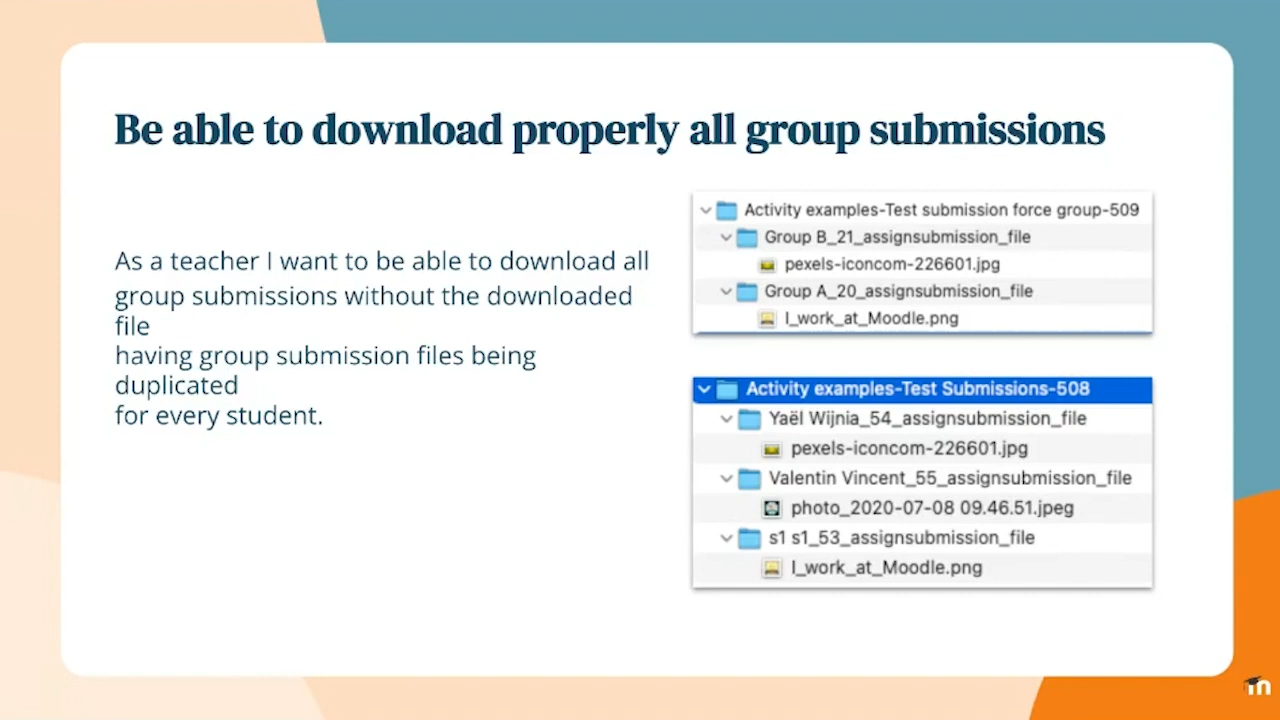 Be able to download properly all group submissions
As a teacher I want to be able to download all
group submissions without the downloaded
file
having group submission files being
duplicated
for every student.
Activity examples-Test submission force group-509
Group B_21_assignsubmission_file
pexels-iconcom-226601.jpg
Group A_20_assignsubmission_file
I_work_at_Moodle.png
Activity examples-Test Submissions-508
Yaël Wijnia_54_assignsubmission_file
pexels-iconcom-226601.jpg
Valentin Vincent_55_assignsubmission_file
photo_2020-07-08 09.46.51.jpeg
s1 s1_53_assignsubmission_file
I_work_at_Moodle.png
m